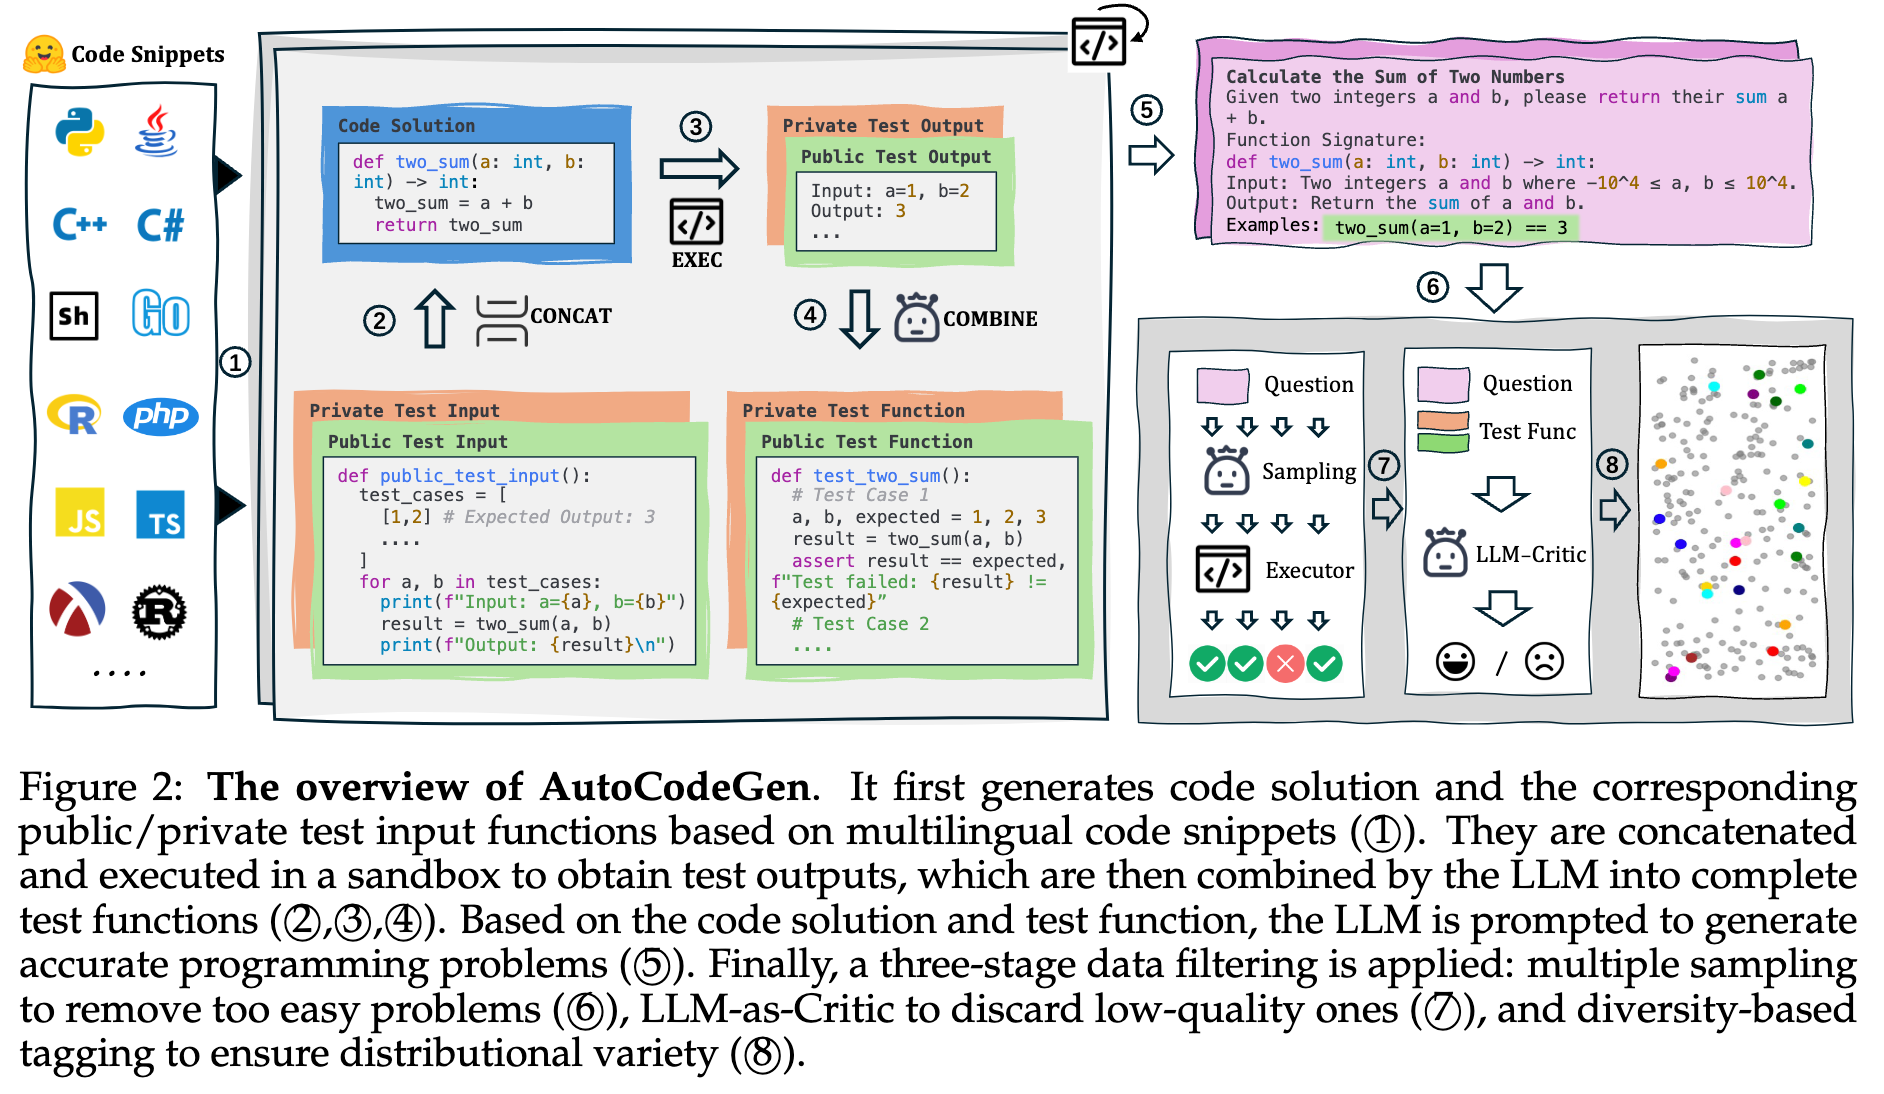 Code Snippets
C++ C#
Sh GO
R php
JS TS
R
....
①
Code Solution
def two_sum(a: int, b:
int) -> int:
two_sum = a + b
return two_sum
③
EXEC
Private Test Output
Public Test Output
Input: a=1, b=2
Output: 3
...
② CONCAT
④ COMBINE
Private Test Input
Public Test Input
def public_test_input():
test_cases = [
[1,2] # Expected Output: 3
....
]
for a, b in test_cases:
print(f"Input: a={a}, b={b}")
result = two_sum(a, b)
print(f"Output: {result}\n")
Private Test Function
Public Test Function
def test_two_sum():
# Test Case 1
a, b, expected = 1, 2, 3
result = two_sum(a, b)
assert result == expected,
f"Test failed: {result} !=
{expected}”
# Test Case 2
....
</>
⑤
Calculate the Sum of Two Numbers
Given two integers a and b, please return their sum a
+ b.
Function Signature:
def two_sum(a: int, b: int) -> int:
Input: Two integers a and b where -10^4 ≤ a, b ≤ 10^4.
Output: Return the sum of a and b.
Examples: two_sum(a=1, b=2) == 3
⑥
Question
Sampling
Executor
⑦
Question
Test Func
LLM-Critic
/
⑧
Figure 2: The overview of AutoCodeGen. It first generates code solution and the corresponding
public/private test input functions based on multilingual code snippets (①). They are concatenated
and executed in a sandbox to obtain test outputs, which are then combined by the LLM into complete
test functions (②,③,④). Based on the code solution and test function, the LLM is prompted to generate
accurate programming problems (⑤). Finally, a three-stage data filtering is applied: multiple sampling
to remove too easy problems (⑥), LLM-as-Critic to discard low-quality ones (⑦), and diversity-based
tagging to ensure distributional variety (⑧).